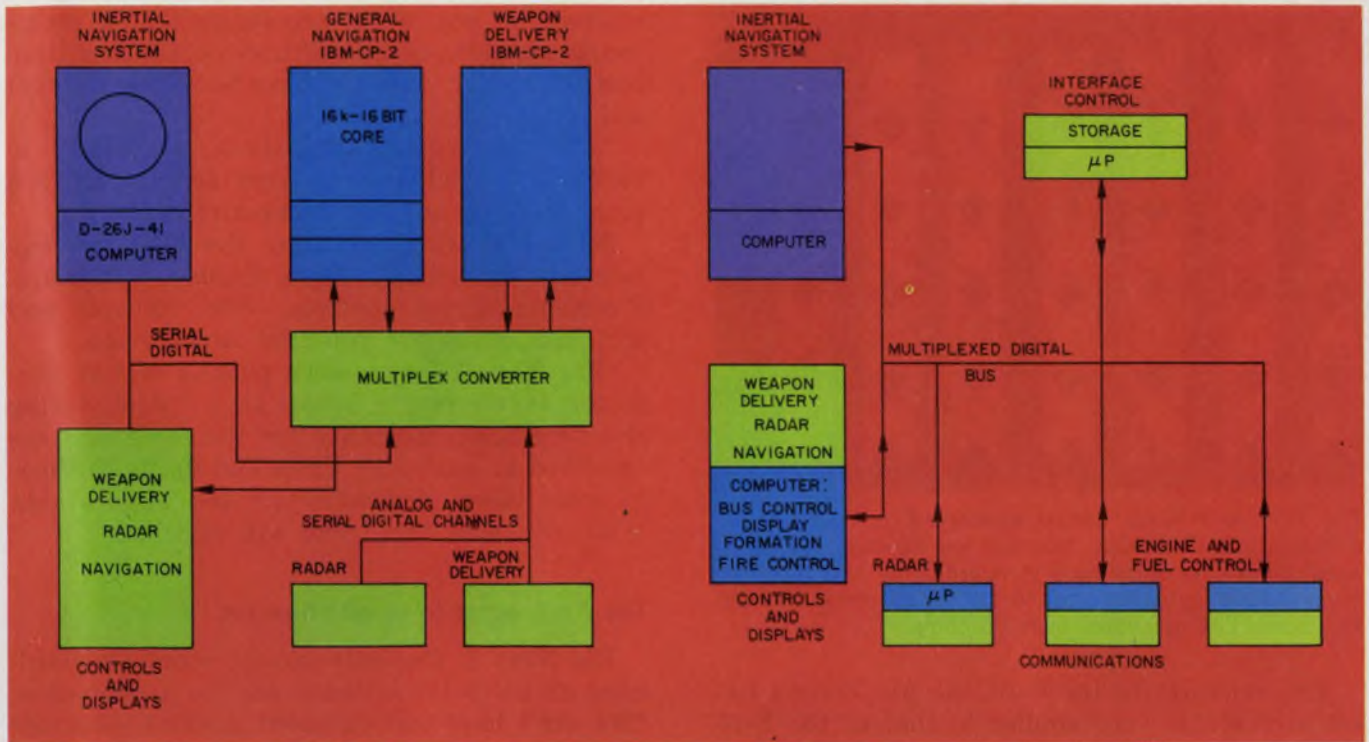 INERTIAL
NAVIGATION
SYSTEM
GENERAL
NAVIGATION
IBM-CP-2
WEAPON
DELIVERY
IBM-CP-2
16k-16BIT
CORE
D-26J-41
COMPUTER
SERIAL
DIGITAL
MULTIPLEX CONVERTER
WEAPON
DELIVERY
RADAR
NAVIGATION
CONTROLS
AND
DISPLAYS
ANALOG AND
SERIAL DIGITAL CHANNELS
RADAR
WEAPON
DELIVERY
INERTIAL
NAVIGATION
SYSTEM
COMPUTER
INTERFACE
CONTROL
STORAGE
μP
MULTIPLEXED DIGITAL
BUS
WEAPON
DELIVERY
RADAR
NAVIGATION
COMPUTER:
BUS CONTROL
DISPLAY
FORMATION
FIRE CONTROL
CONTROLS
AND
DISPLAYS
RADAR
μP
COMMUNICATIONS
ENGINE AND
FUEL CONTROL